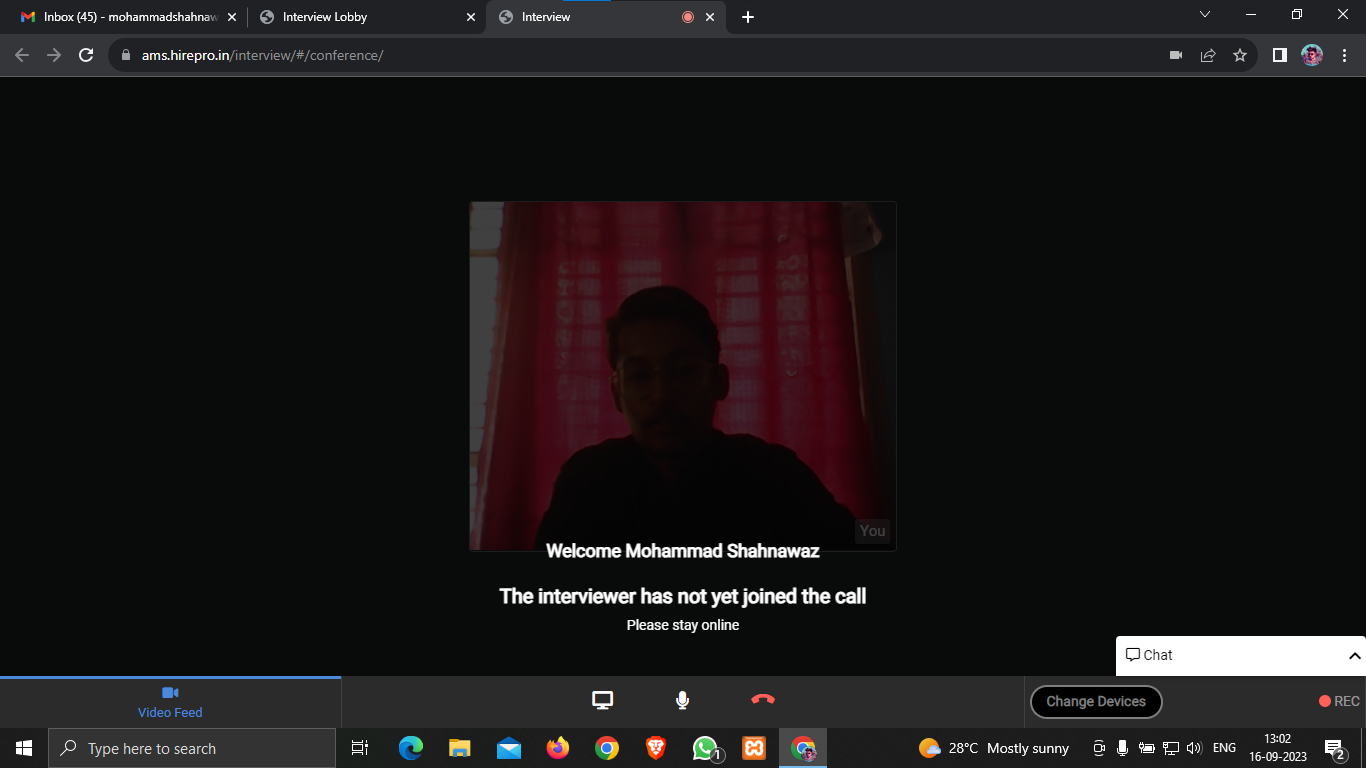 Inbox (45) - mohammadshahnaw
Interview Lobby
Interview
ams.hirepro.in/interview/#/conference/
You
Welcome Mohammad Shahnawaz
The interviewer has not yet joined the call
Please stay online
Chat
Video Feed
Change Devices
REC
Type here to search
1
28°C Mostly sunny
ENG
13:02
16-09-2023
2